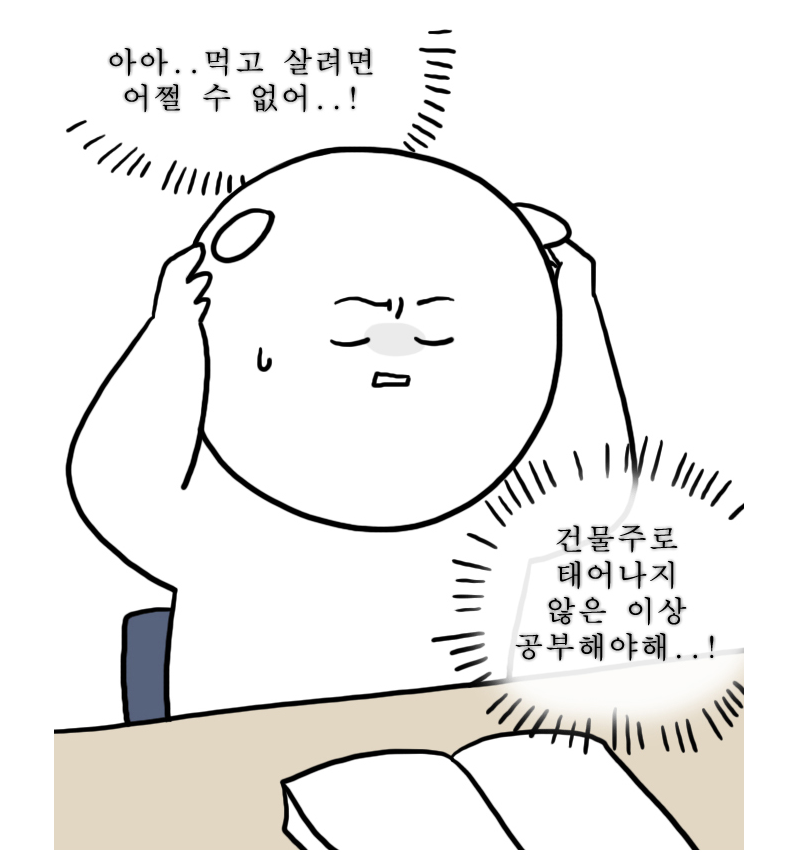 아아..먹고 살려면
어쩔 수 없어..!
건물주로
태어나지
않은 이상
공부해야해..!